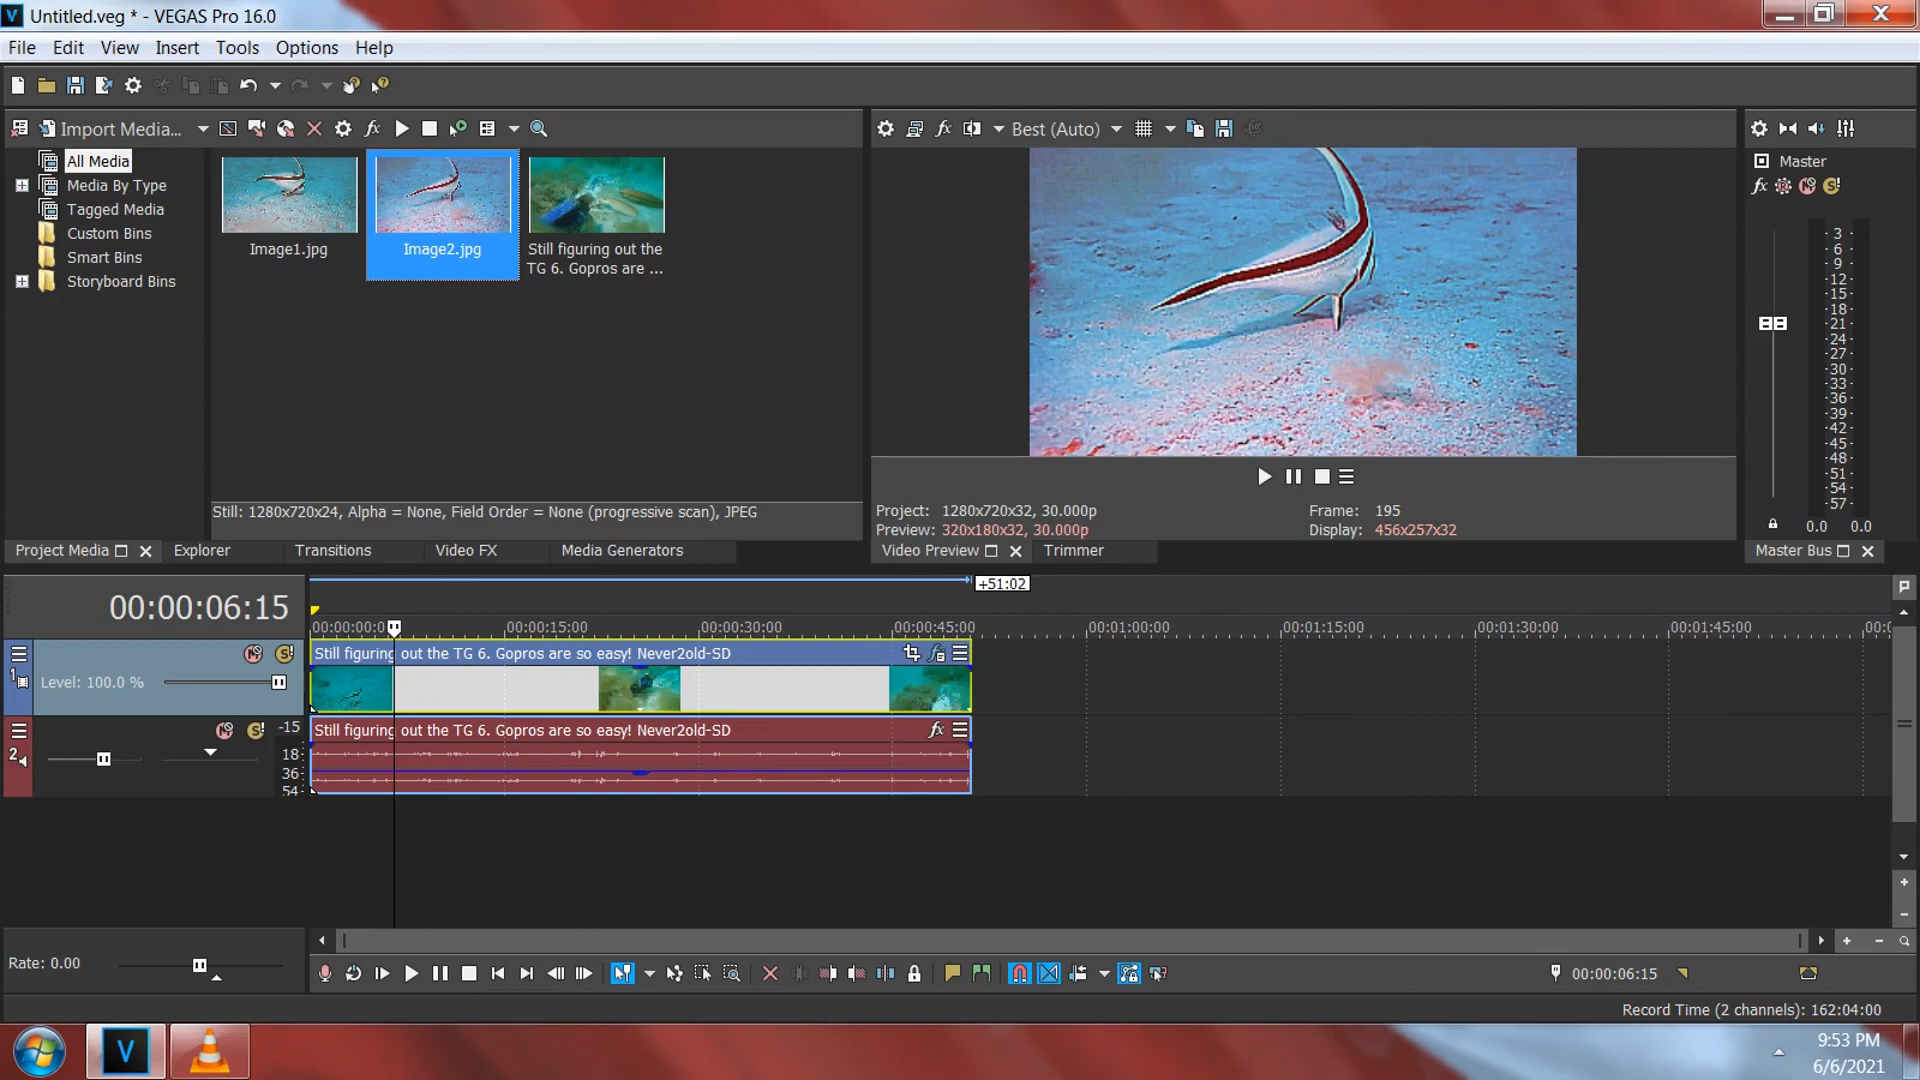 Untitled.veg * - VEGAS Pro 16.0
File Edit View Insert Tools Options Help
Import Media...
Best (Auto)
All Media
Media By Type
Tagged Media
Custom Bins
Smart Bins
Storyboard Bins
Image1.jpg
Image2.jpg
Still figuring out the
TG 6. Gopros are ...
Still: 1280x720x24, Alpha = None, Field Order = None (progressive scan), JPEG
Project Media
Explorer
Transitions
Video FX
Media Generators
Project: 1280x720x32, 30.000p
Frame: 195
Preview: 320x180x32, 30.000p
Display: 456x257x32
Video Preview
Trimmer
Master
3
6
9
12
15
18
21
24
27
30
33
36
39
42
45
48
51
54
57
0.0 0.0
Master Bus
00:00:06:15
+51:02
00:00:00:00
00:00:15:00
00:00:30:00
00:00:45:00
00:01:00:00
00:01:15:00
00:01:30:00
00:01:45:00
1
Level: 100.0 %
Still figuring out the TG 6. Gopros are so easy! Never2old-SD
2
-15
18
36
54
Still figuring out the TG 6. Gopros are so easy! Never2old-SD
Rate: 0.00
00:00:06:15
Record Time (2 channels): 162:04:00
9:53 PM
6/6/2021